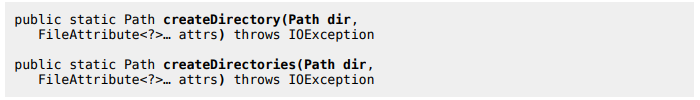 public static Path createDirectory(Path dir,
FileAttribute<?>… attrs) throws IOException
public static Path createDirectories(Path dir,
FileAttribute<?>… attrs) throws IOException